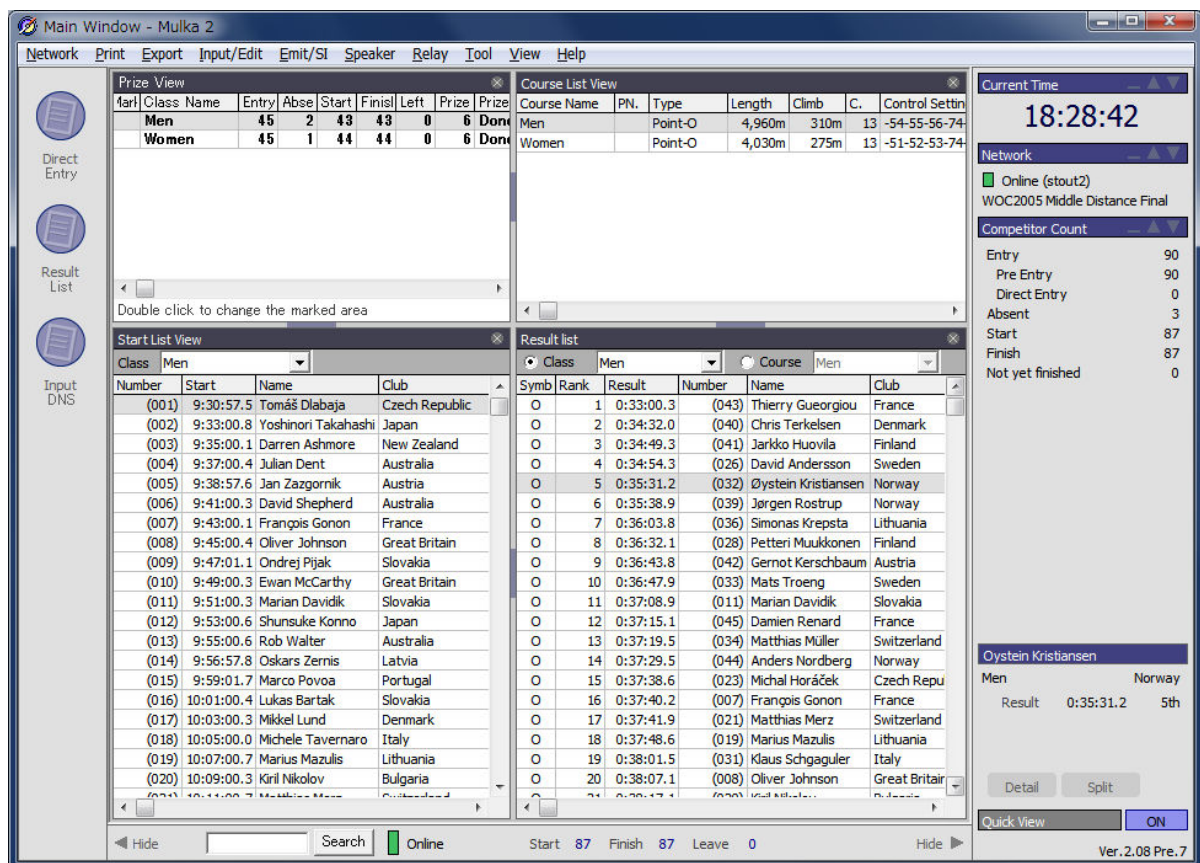 Main Window - Mulka 2
Network Print Export Input/Edit Emit/SI Speaker Relay Tool View Help
Direct Entry
Result List
Input DNS
Prize View
Mark Class Name Entry Abse Start Finisl Left Prize Prize
Men 45 2 43 43 0 6 Done
Women 45 1 44 44 0 6 Done
Double click to change the marked area
Course List View
Course Name PN. Type Length Climb C. Control Settin
Men Point-O 4,960m 310m 13 -54-55-56-74-
Women Point-O 4,030m 275m 13 -51-52-53-74-
Start List View
Class Men
Number Start Name Club
(001) 9:30:57.5 Tomáš Dlabaja Czech Republic
(002) 9:33:00.8 Yoshinori Takahashi Japan
(003) 9:35:00.1 Darren Ashmore New Zealand
(004) 9:37:00.4 Julian Dent Australia
(005) 9:38:57.6 Jan Zazgornik Austria
(006) 9:41:00.3 David Shepherd Australia
(007) 9:43:00.1 François Gonon France
(008) 9:45:00.4 Oliver Johnson Great Britain
(009) 9:47:01.1 Ondrej Pijak Slovakia
(010) 9:49:00.3 Ewan McCarthy Great Britain
(011) 9:51:00.3 Marian Davidik Slovakia
(012) 9:53:00.6 Shunsuke Konno Japan
(013) 9:55:00.6 Rob Walter Australia
(014) 9:56:57.8 Oskars Zernis Latvia
(015) 9:59:01.7 Marco Povoa Portugal
(016) 10:01:00.4 Lukas Bartak Slovakia
(017) 10:03:00.3 Mikkel Lund Denmark
(018) 10:05:00.0 Michele Tavernaro Italy
(019) 10:07:00.7 Marius Mazulis Lithuania
(020) 10:09:00.3 Kiril Nikolov Bulgaria
Result list
Class Men Course Men
Symb Rank Result Number Name Club
O 1 0:33:00.3 (043) Thierry Gueorgiou France
O 2 0:34:32.0 (040) Chris Terkelsen Denmark
O 3 0:34:49.3 (041) Jarkko Huovila Finland
O 4 0:34:54.3 (026) David Andersson Sweden
O 5 0:35:31.2 (032) Øystein Kristiansen Norway
O 6 0:35:38.9 (039) Jørgen Rostrup Norway
O 7 0:36:03.8 (036) Simonas Krepsta Lithuania
O 8 0:36:32.1 (028) Petteri Muukkonen Finland
O 9 0:36:43.8 (042) Gernot Kerschbaum Austria
O 10 0:36:47.9 (033) Mats Troeng Sweden
O 11 0:37:08.9 (011) Marian Davidik Slovakia
O 12 0:37:15.1 (045) Damien Renard France
O 13 0:37:19.5 (034) Matthias Müller Switzerland
O 14 0:37:29.5 (044) Anders Nordberg Norway
O 15 0:37:38.6 (023) Michal Horáček Czech Repu
O 16 0:37:40.2 (007) François Gonon France
O 17 0:37:41.9 (021) Matthias Merz Switzerland
O 18 0:37:48.6 (019) Marius Mazulis Lithuania
O 19 0:38:01.5 (031) Klaus Schgaguler Italy
O 20 0:38:07.1 (008) Oliver Johnson Great Britain
Current Time
18:28:42
Network
Online (stout2)
WOC2005 Middle Distance Final
Competitor Count
Entry 90
Pre Entry 90
Direct Entry 0
Absent 3
Start 87
Finish 87
Not yet finished 0
Oystein Kristiansen
Men Norway
Result 0:35:31.2 5th
Detail Split
Quick View ON
Hide Search Online Start 87 Finish 87 Leave 0 Hide
Ver.2.08 Pre.7